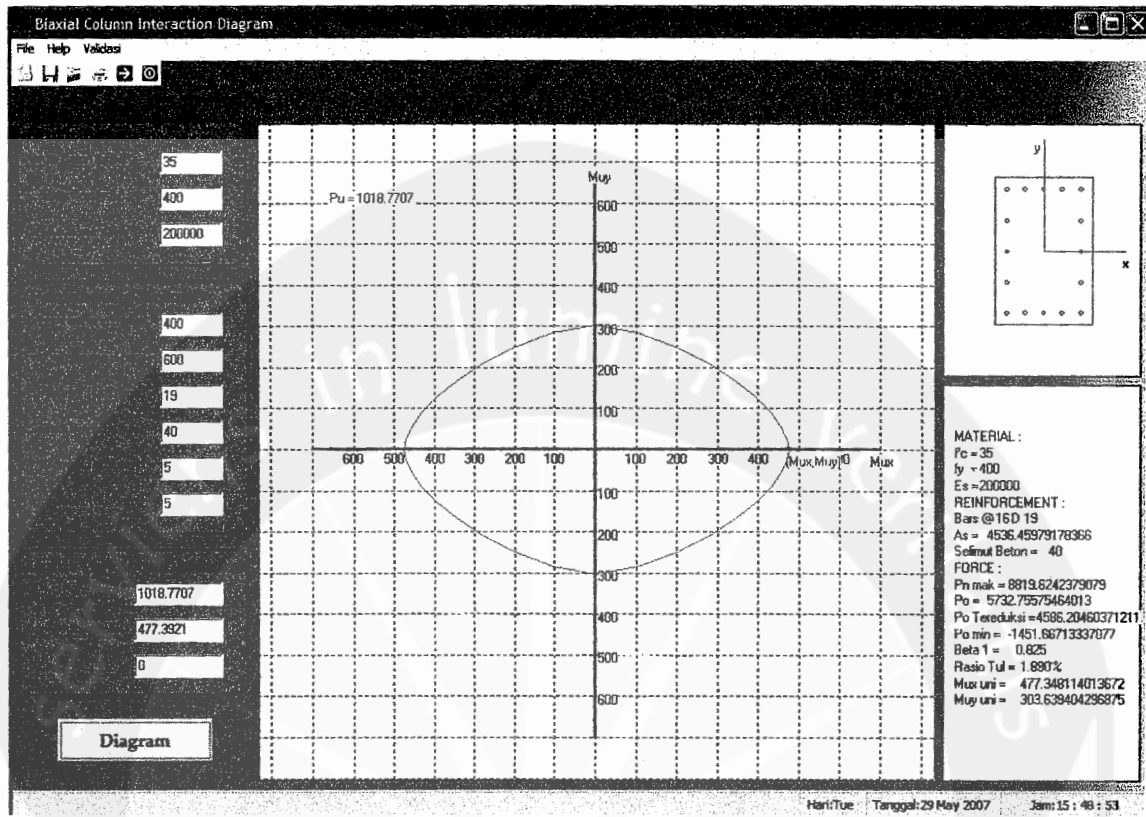 Biaxial Column Interaction Diagram
File Help Validasi
35
400
200000
400
600
19
40
5
5
1018.7707
477.3921
0
Diagram
Pu = 1018.7707
Muy
600
500
400
300
200
100
600 500 400 300 200 100
100 200 300 400 (Mux,Muy) 0 Mux
100
200
300
400
500
600
y
x
MATERIAL :
f'c = 35
fy = 400
Es = 200000
REINFORCEMENT :
Bars @16D 19
As = 4536.45979178366
Selimut Beton = 40
FORCE :
Pn mak = 8819.6242379079
Po = 5732.75575464013
Po Tereduksi =4586.20460371211
Po min = -1451.66713337077
Beta 1 = 0.825
Rasio Tul = 1.890%
Mux uni = 477.348114013672
Muy uni = 303.639404296875
Hari:Tue Tanggal:29 May 2007 Jam:15 : 48 : 53
in lumine veritatis